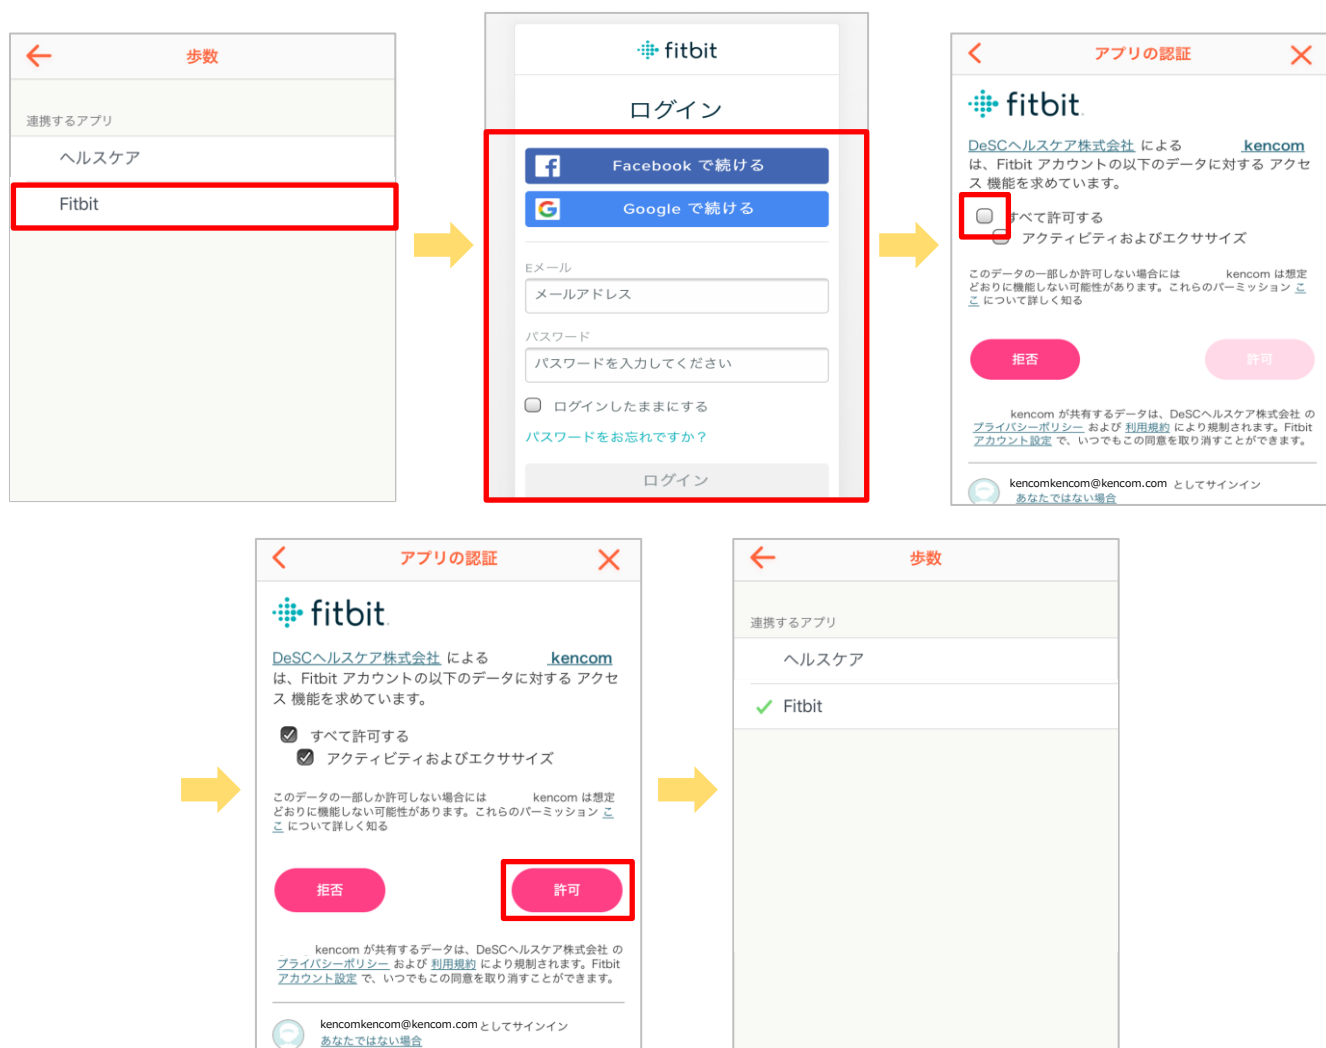 歩数
連携するアプリ
ヘルスケア
Fitbit
fitbit
ログイン
Facebook で続ける
Google で続ける
Eメール
メールアドレス
パスワード
パスワードを入力してください
ログインしたままにする
パスワードをお忘れですか？
ログイン
アプリの認証
fitbit.
DeSCヘルスケア株式会社 による kencom
は、Fitbit アカウントの以下のデータに対する アクセ
ス 機能を求めています。
すべて許可する
アクティビティおよびエクササイズ
このデータの一部しか許可しない場合には kencom は想定
どおりに機能しない可能性があります。これらのパーミッション こ
こ について詳しく知る
拒否
許可
kencom が共有するデータは、DeSCヘルスケア株式会社 の
プライバシーポリシー および 利用規約 により規制されます。Fitbit
アカウント設定 で、いつでもこの同意を取り消すことができます。
kencomkencom@kencom.com としてサインイン
あなたではない場合
アプリの認証
fitbit.
DeSCヘルスケア株式会社 による kencom
は、Fitbit アカウントの以下のデータに対する アクセ
ス 機能を求めています。
すべて許可する
アクティビティおよびエクササイズ
このデータの一部しか許可しない場合には kencom は想定
どおりに機能しない可能性があります。これらのパーミッション こ
こ について詳しく知る
拒否
許可
kencom が共有するデータは、DeSCヘルスケア株式会社 の
プライバシーポリシー および 利用規約 により規制されます。Fitbit
アカウント設定 で、いつでもこの同意を取り消すことができます。
kencomkencom@kencom.com としてサインイン
あなたではない場合
歩数
連携するアプリ
ヘルスケア
Fitbit